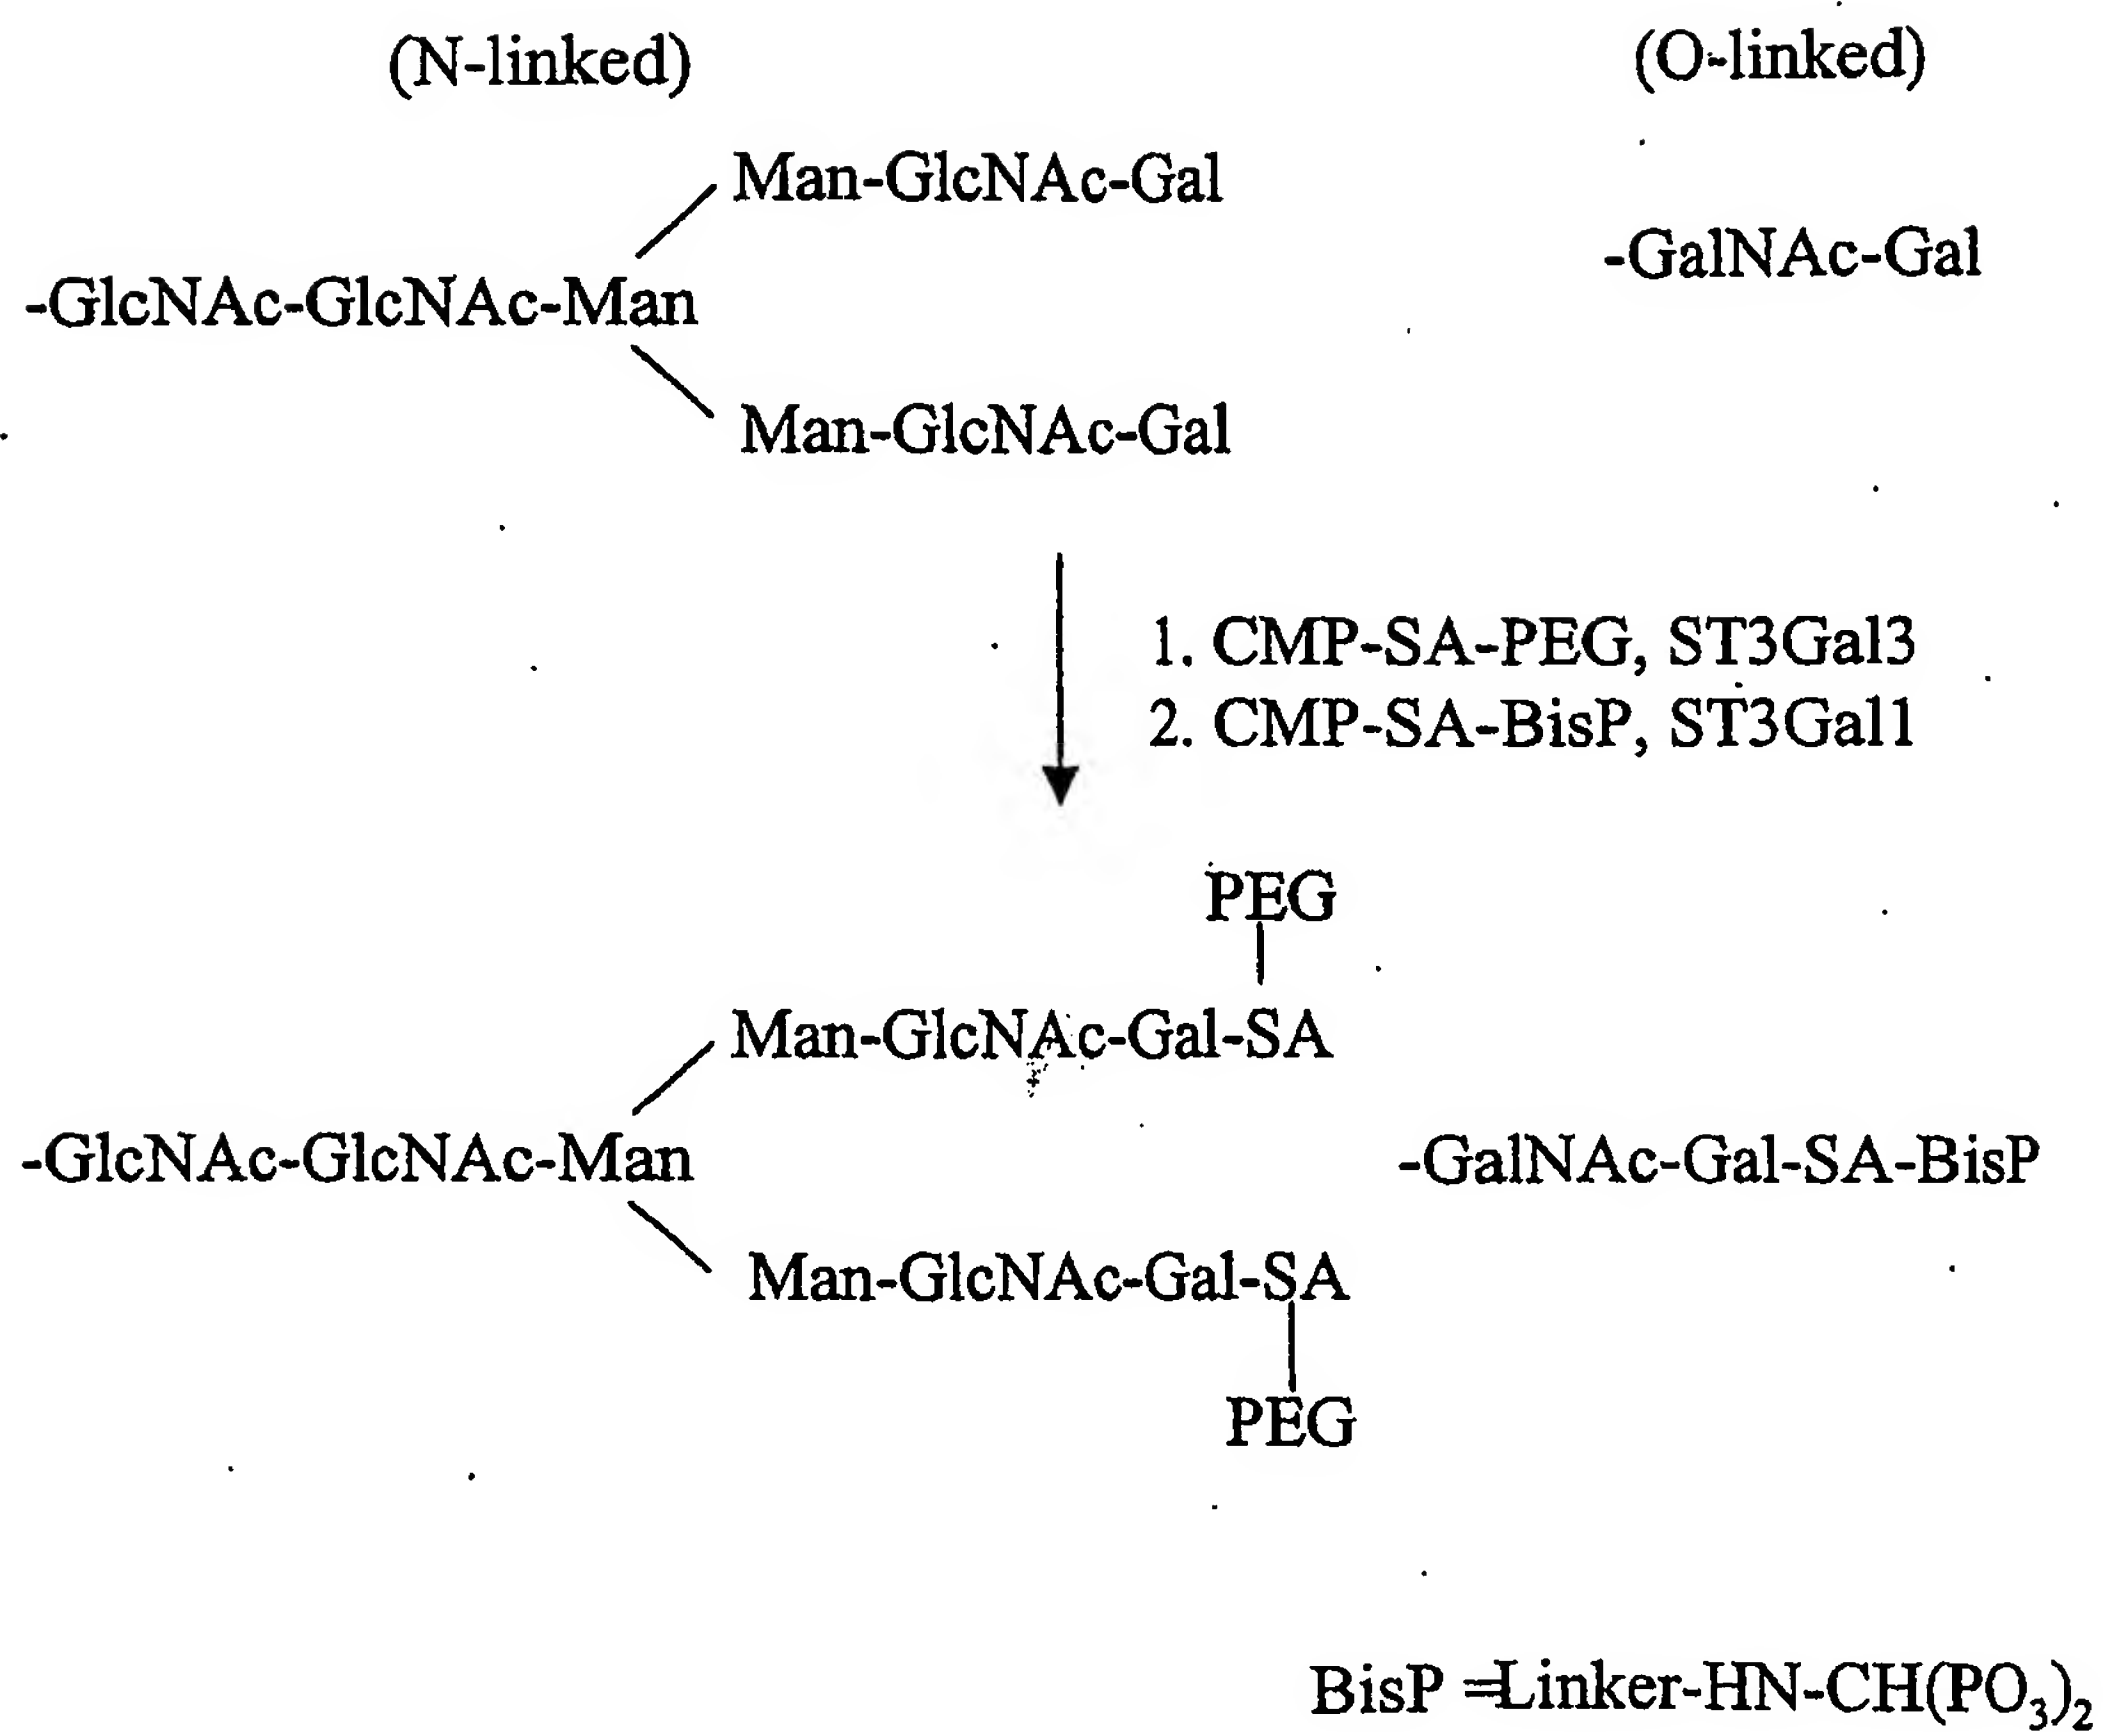 (N-linked) (O-linked)
Man-GlcNAc-Gal
-GalNAc-Gal
-GlcNAc-GlcNAc-Man
Man-GlcNAc-Gal
1. CMP-SA-PEG, ST3Gal3
2. CMP-SA-BisP, ST3Gal1
PEG
Man-GlcNAc-Gal-SA
-GlcNAc-GlcNAc-Man -GalNAc-Gal-SA-BisP
Man-GlcNAc-Gal-SA
PEG
BisP =Linker-HN-CH(PO₃)₂